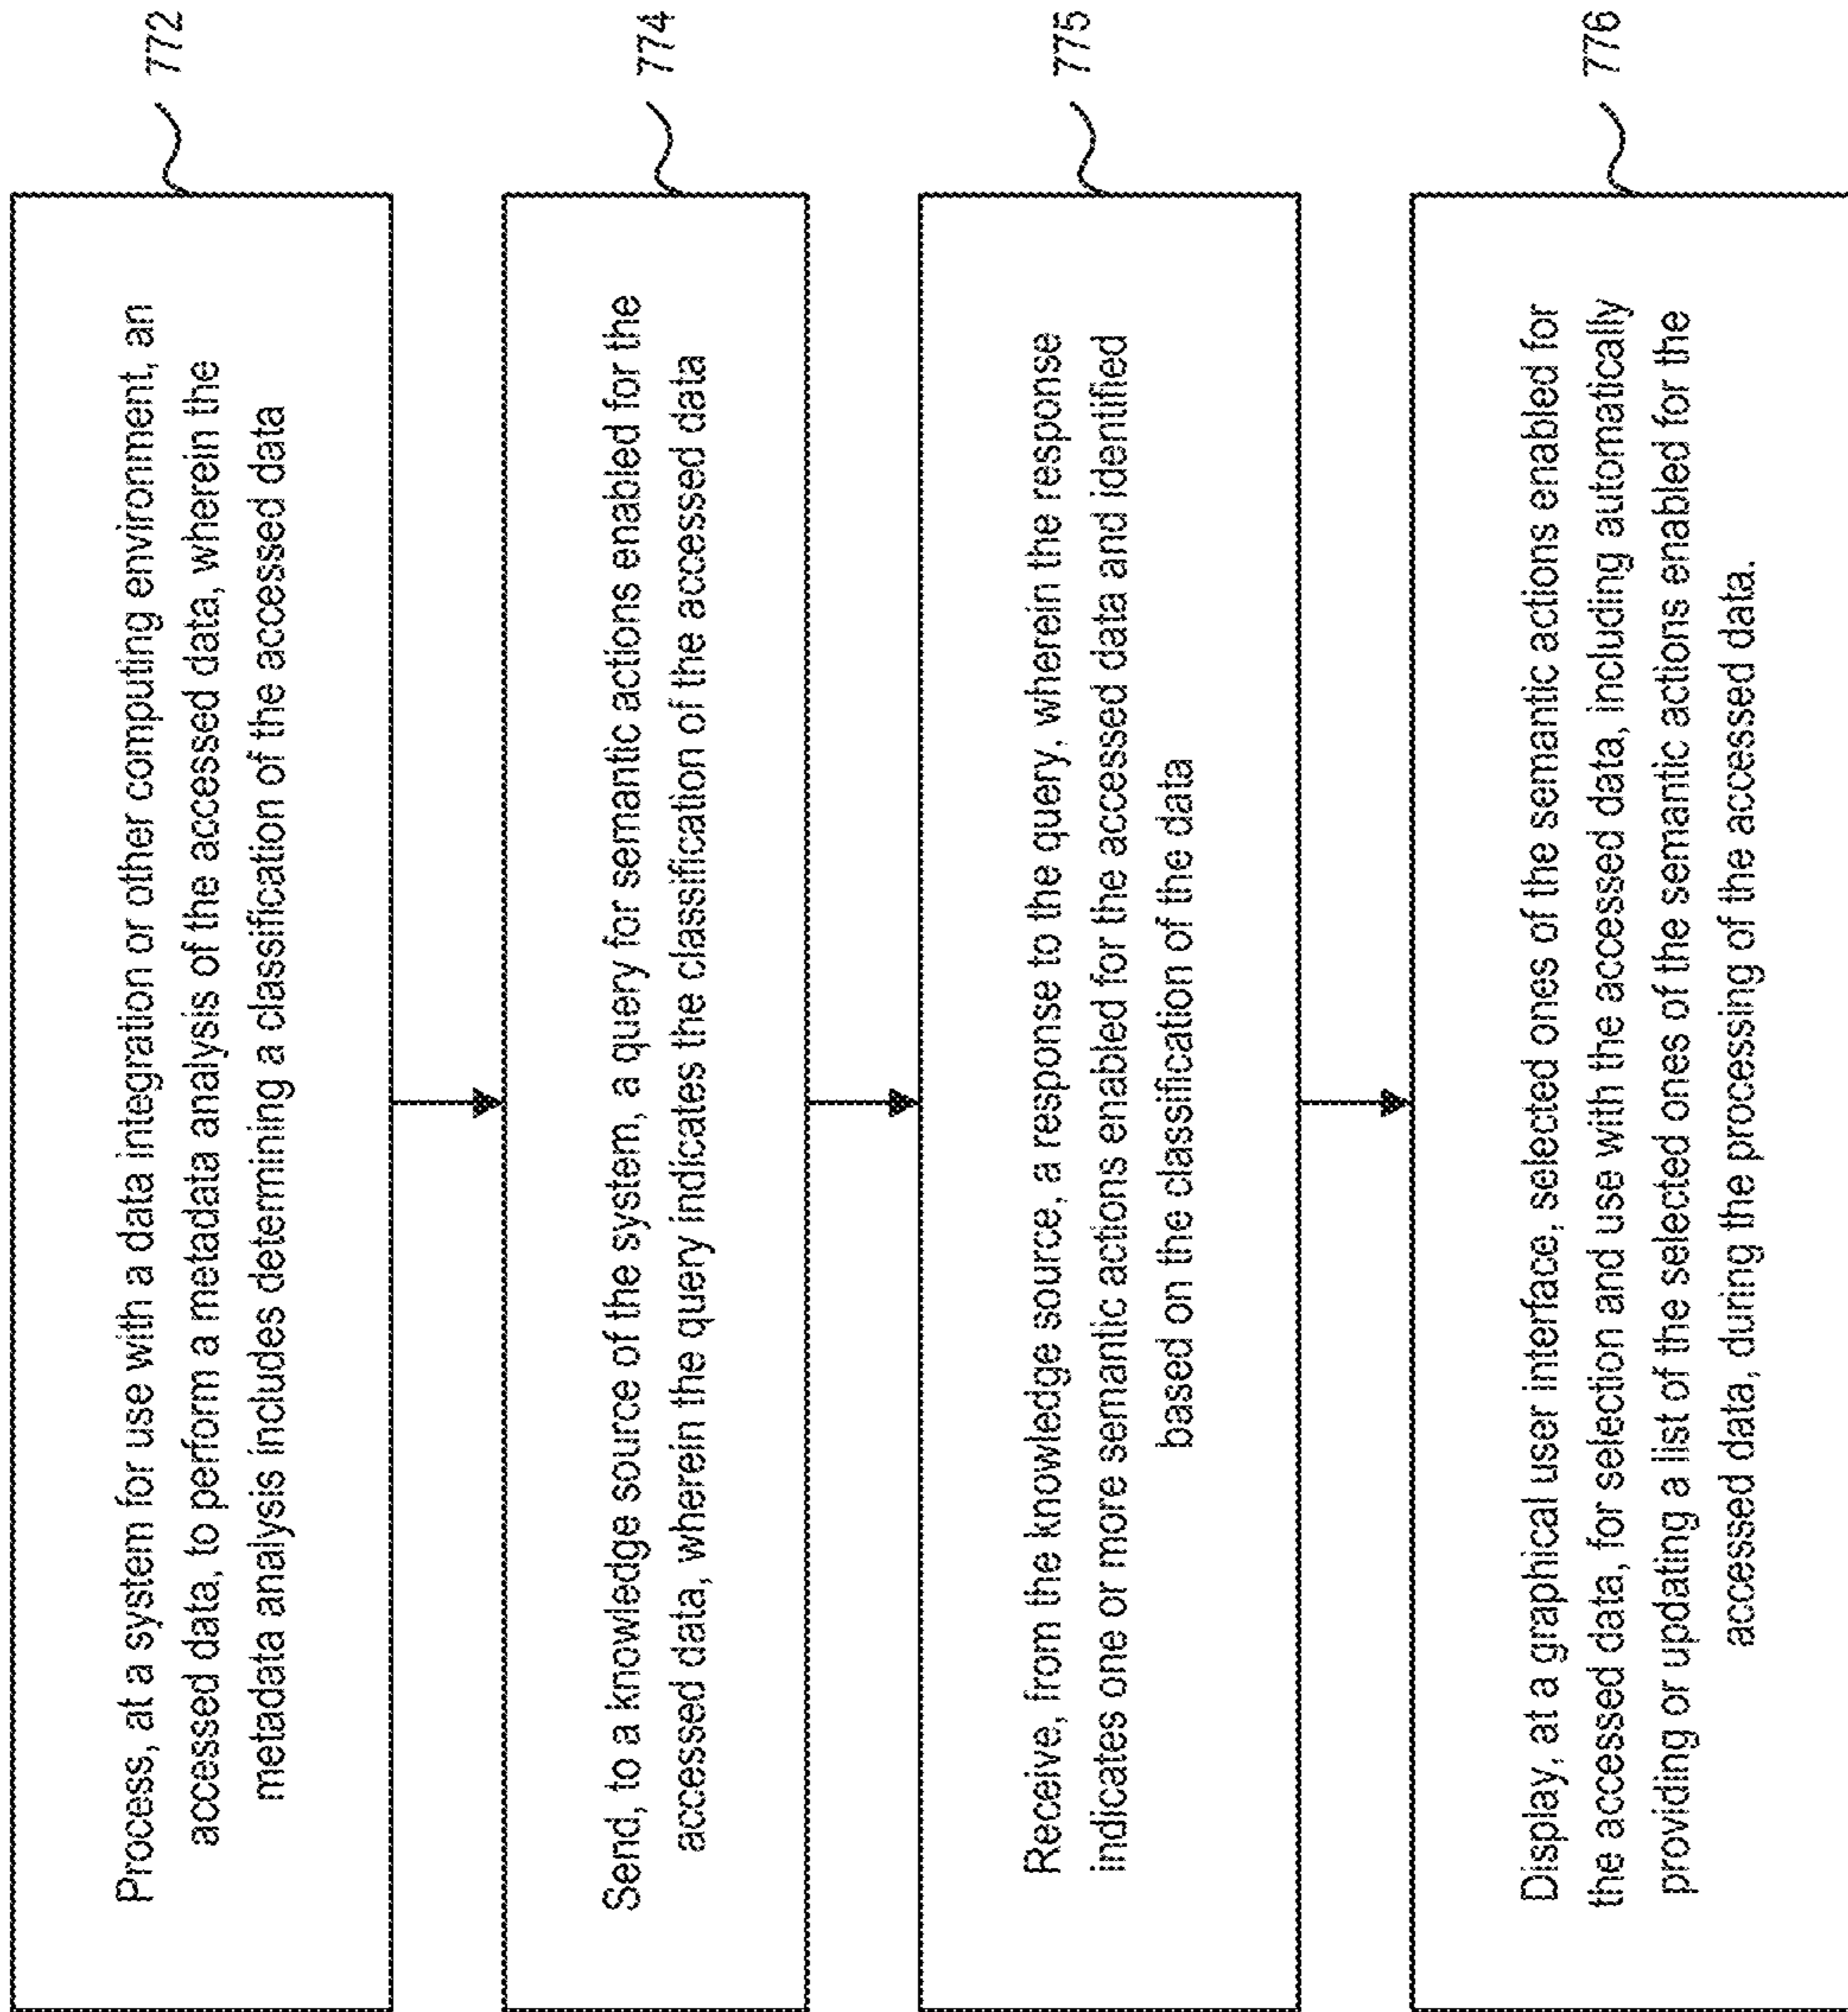 Process, at a system for use with a data integration or other computing environment, an
accessed data, to perform a metadata analysis of the accessed data, wherein the
metadata analysis includes determining a classification of the accessed data
772
Send, to a knowledge source of the system, a query for semantic actions enabled for the
accessed data, wherein the query indicates the classification of the accessed data
774
Receive, from the knowledge source, a response to the query, wherein the response
indicates one or more semantic actions enabled for the accessed data and identified
based on the classification of the data
775
Display, at a graphical user interface, selected ones of the semantic actions enabled for
the accessed data, for selection and use with the accessed data, including automatically
providing or updating a list of the selected ones of the semantic actions enabled for the
accessed data, during the processing of the accessed data.
776